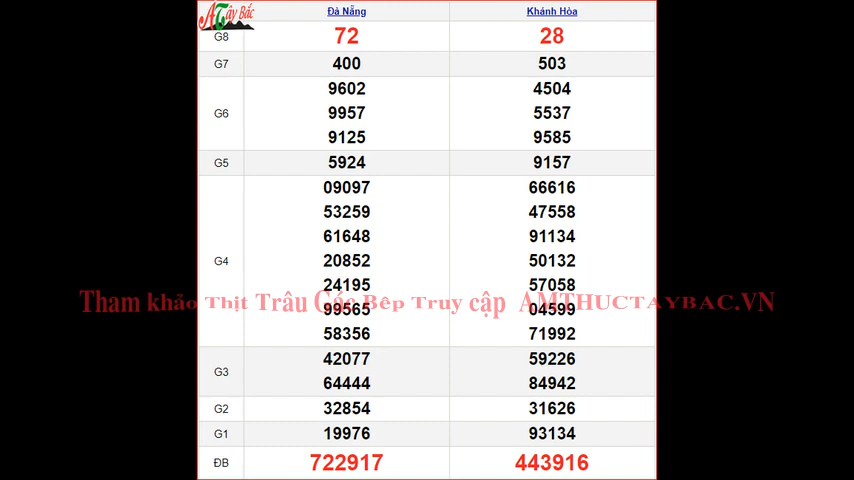 ATây Bắc
Đà Nẵng Khánh Hòa
G8 72 28
G7 400 503
9602 4504
G6 9957 5537
9125 9585
G5 5924 9157
09097 66616
53259 47558
61648 91134
G4 20852 50132
24195 57058
Tham khảo Thịt Trâu Gác Bếp Truy cập AMTHUCTAYBAC.VN
99565 04599
58356 71992
42077 59226
G3
64444 84942
G2 32854 31626
G1 19976 93134
ĐB 722917 443916